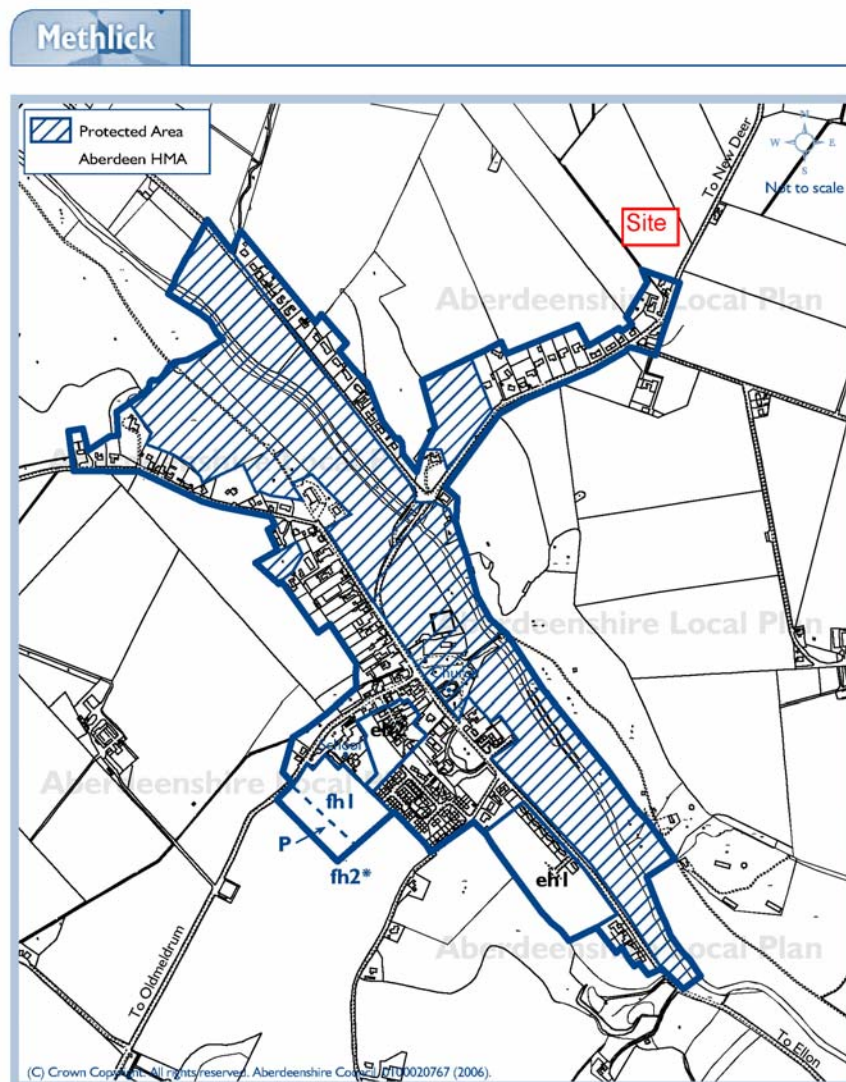 Methlick
Protected Area
Aberdeen HMA
To New Deer
N
W E
S
Not to scale
Site
Aberdeenshire Local Plan
Aberdeenshire Local Plan
Church
School
Aberdeenshire Local Plan
fh1
P
fh2*
eh1
Aberdeenshire Local Plan
To Oldmeldrum
To Ellon
(C) Crown Copyright. All rights reserved. Aberdeenshire Council 0100020767 (2006).